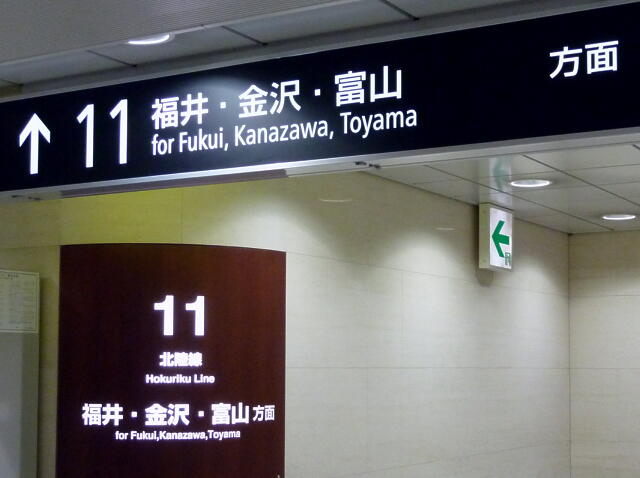 ↑ 11 福井・金沢・富山 方面
for Fukui, Kanazawa, Toyama
11
北陸線
Hokuriku Line
福井・金沢・富山 方面
for Fukui,Kanazawa,Toyama